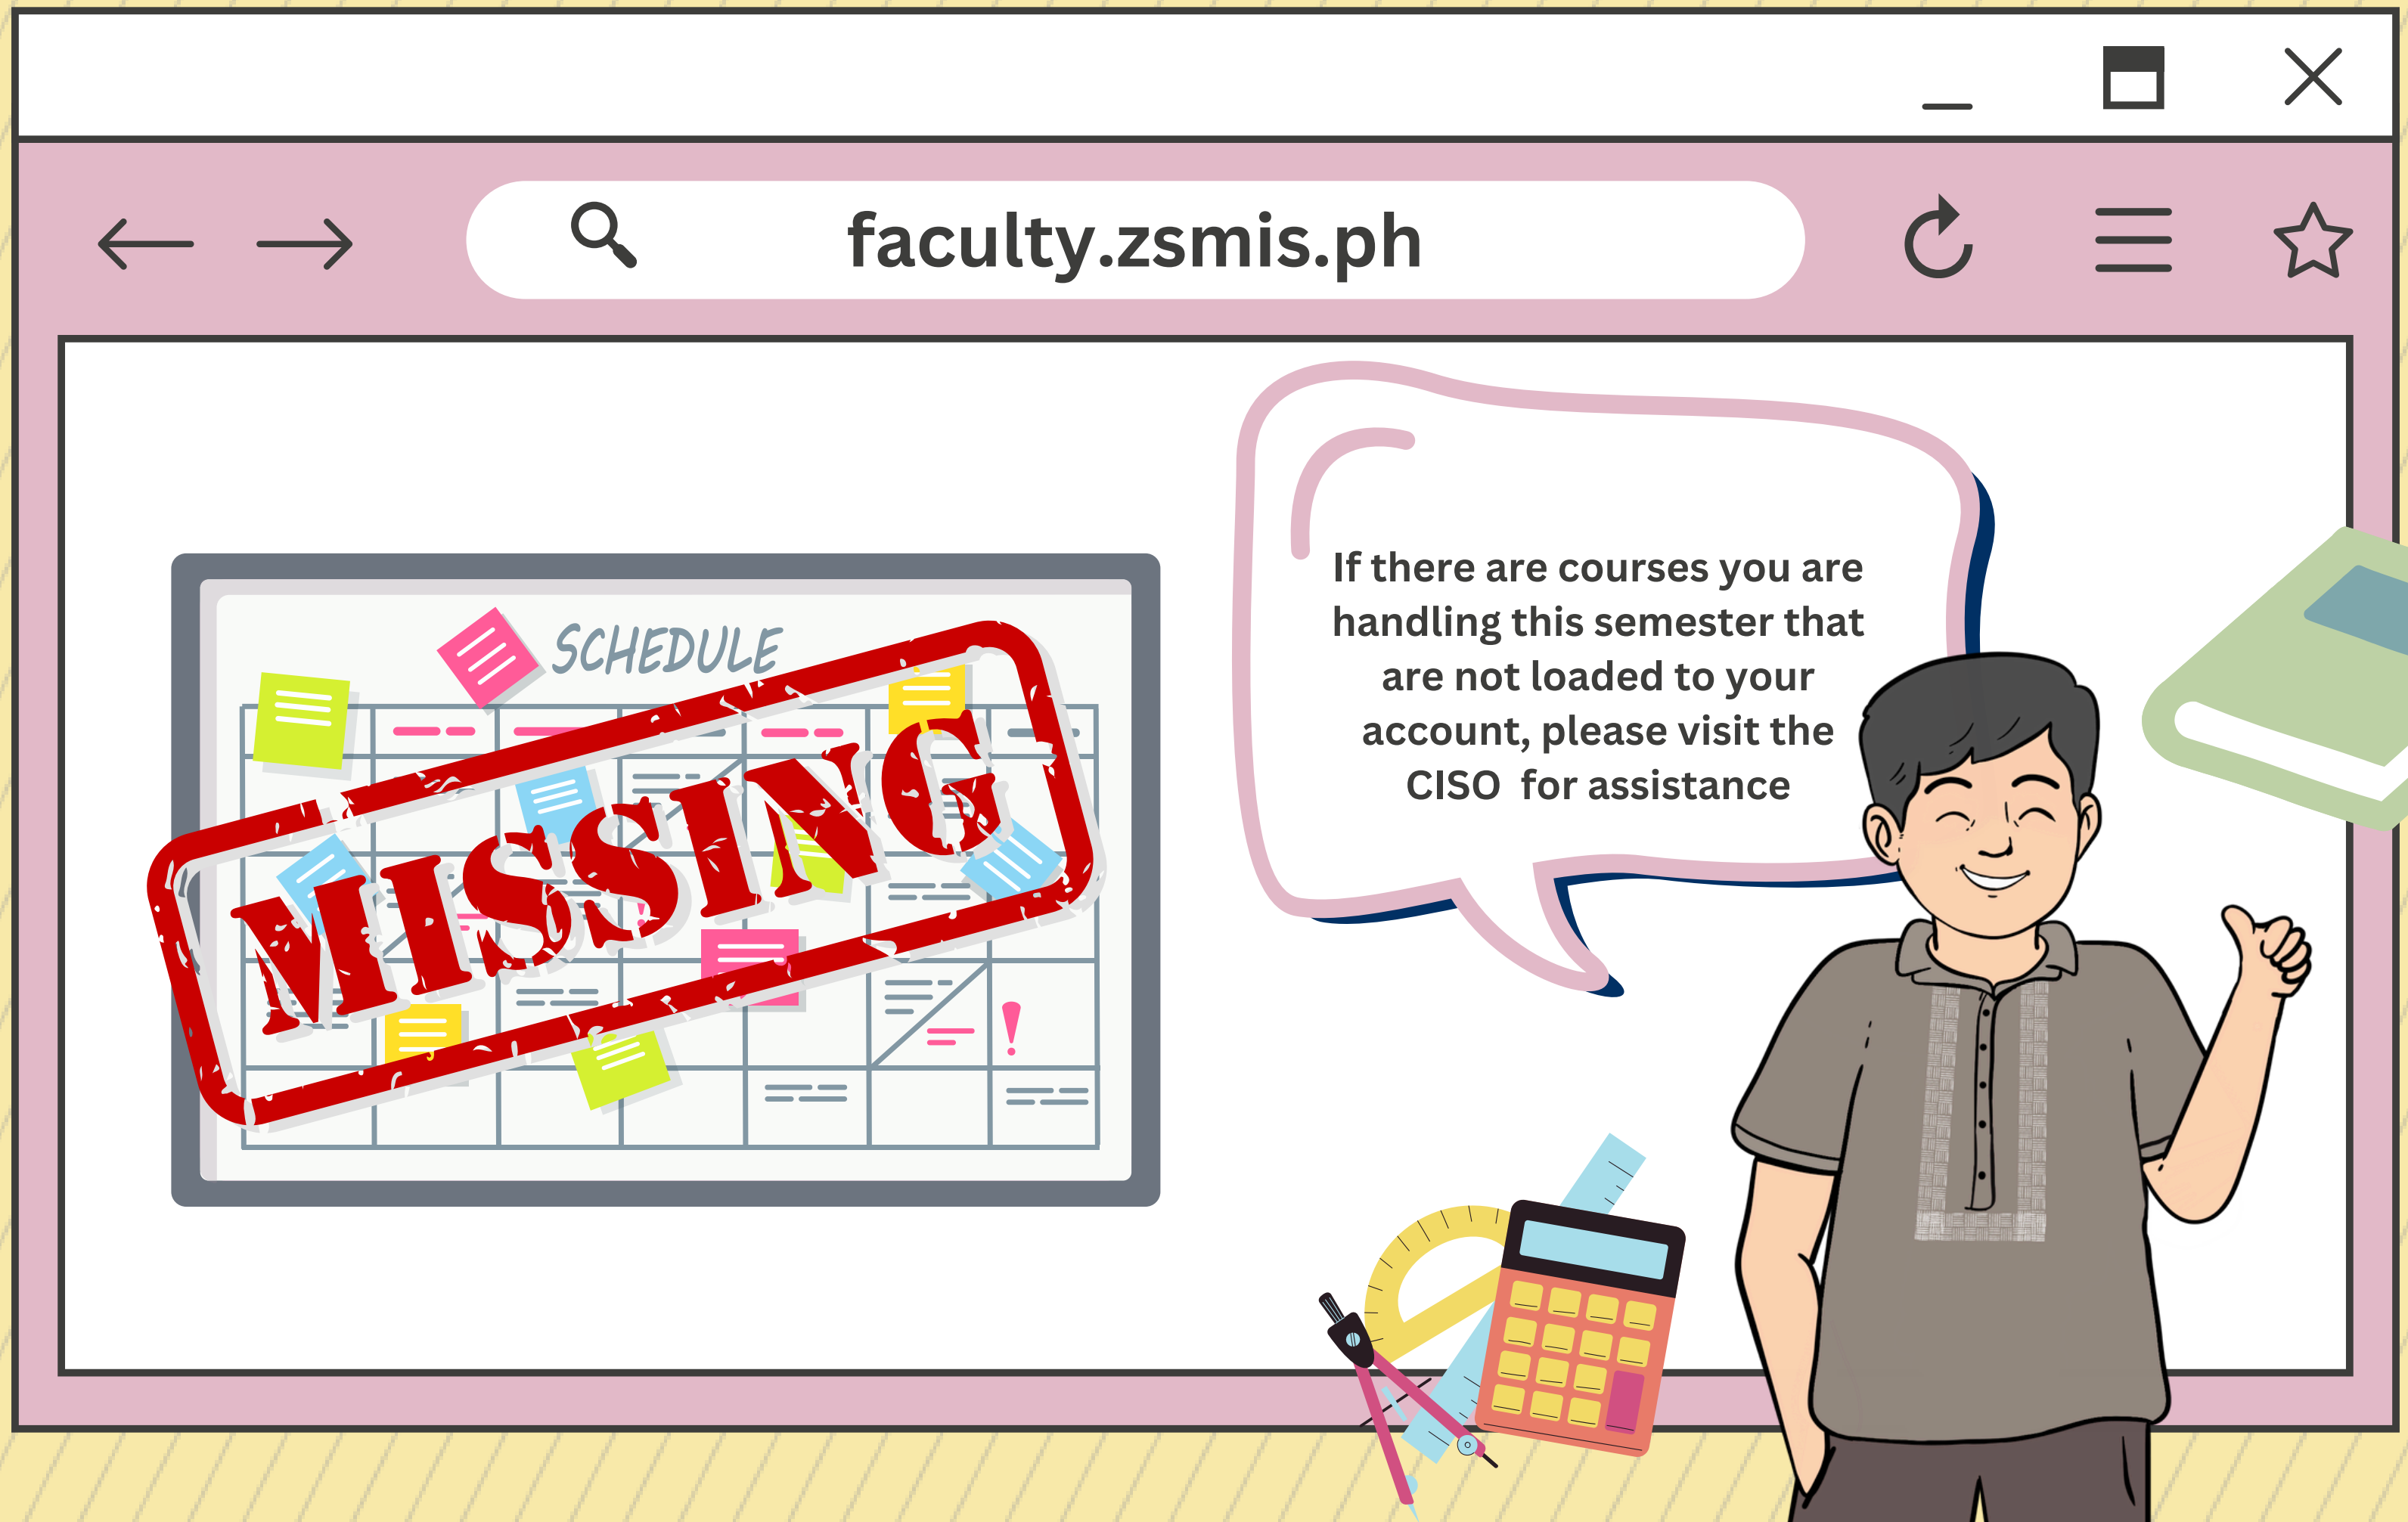 faculty.zsmis.ph
SCHEDULE
MISSING
If there are courses you are
handling this semester that
are not loaded to your
account, please visit the
CISO  for assistance